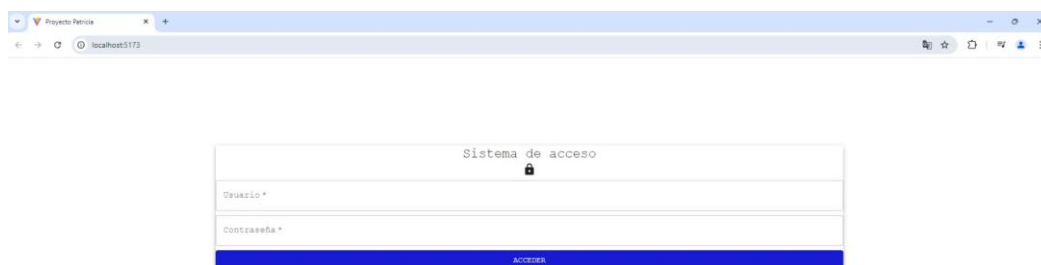 Proyecto Patricia
localhost:5173
Sistema de acceso
Usuario *
Contraseña *
ACCEDER